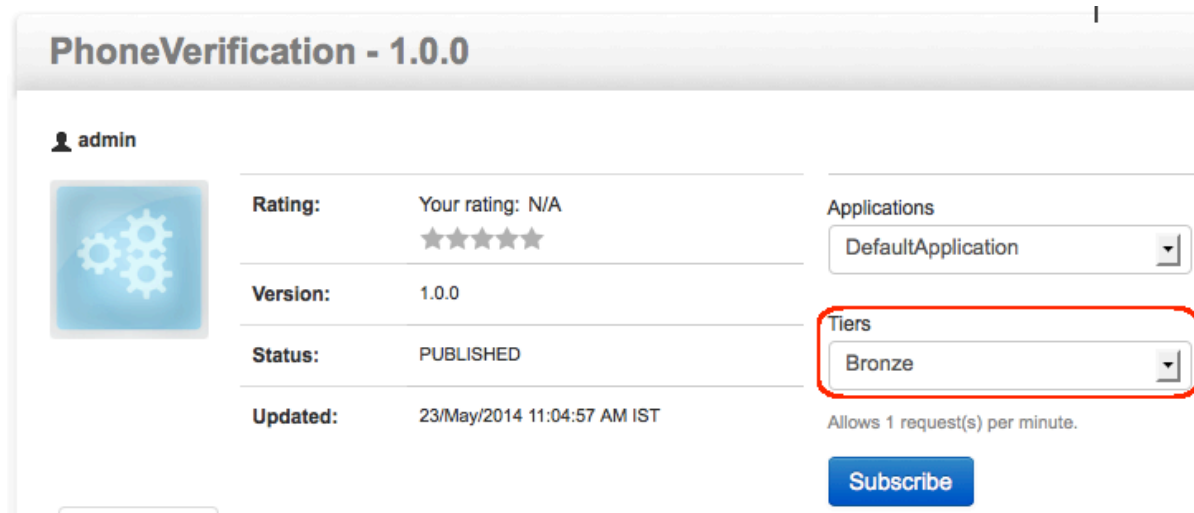 PhoneVerification - 1.0.0
admin
Rating: Your rating: N/A
Version: 1.0.0
Status: PUBLISHED
Updated: 23/May/2014 11:04:57 AM IST
Applications
DefaultApplication
Tiers
Bronze
Allows 1 request(s) per minute.
Subscribe